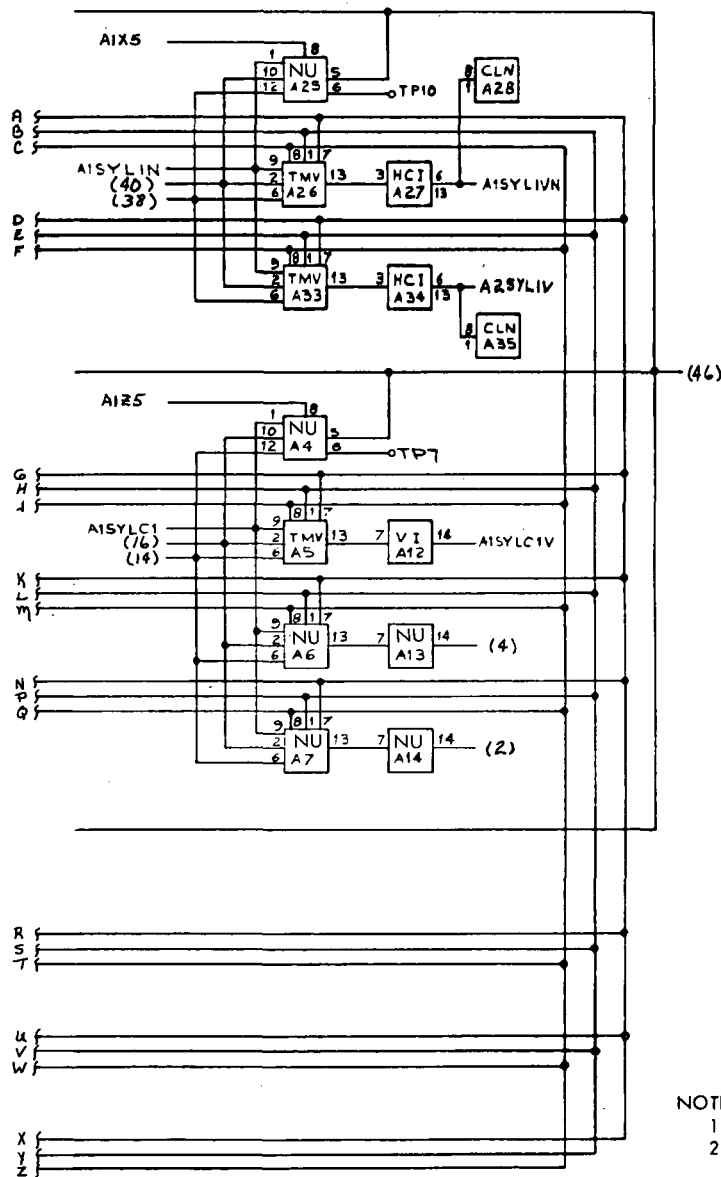 A1X5
8
1 NU 5
10 A25 6 TP10
12
8 CLN
1 A28
A
B
C
8 1 7
A1SYLIN 9 TMV 13 3 HCI 6 A1SYLIVN
(40) 2 A26 A27 13
(38) 6
D
E
F
8 1 7
9 TMV 13 3 HCI 6 A2SYLIV
2 A33 A34 13
6
8 CLN
1 A35
(46)
A1Z5
8
1 NU 5
10 A4 6 TP7
12
G
H
J
8 1 7
A1SYLC1 9 TMV 13 7 VI 14 A1SYLC1V
(16) 2 A5 A12
(14) 6
K
L
M
8 1 7
9 NU 13 7 NU 14 (4)
2 A6 A13
6
N
P
Q
8 1 7
9 NU 13 7 NU 14 (2)
2 A7 A14
6
R
S
T
U
V
W
X
Y
Z
NOTE
1
2